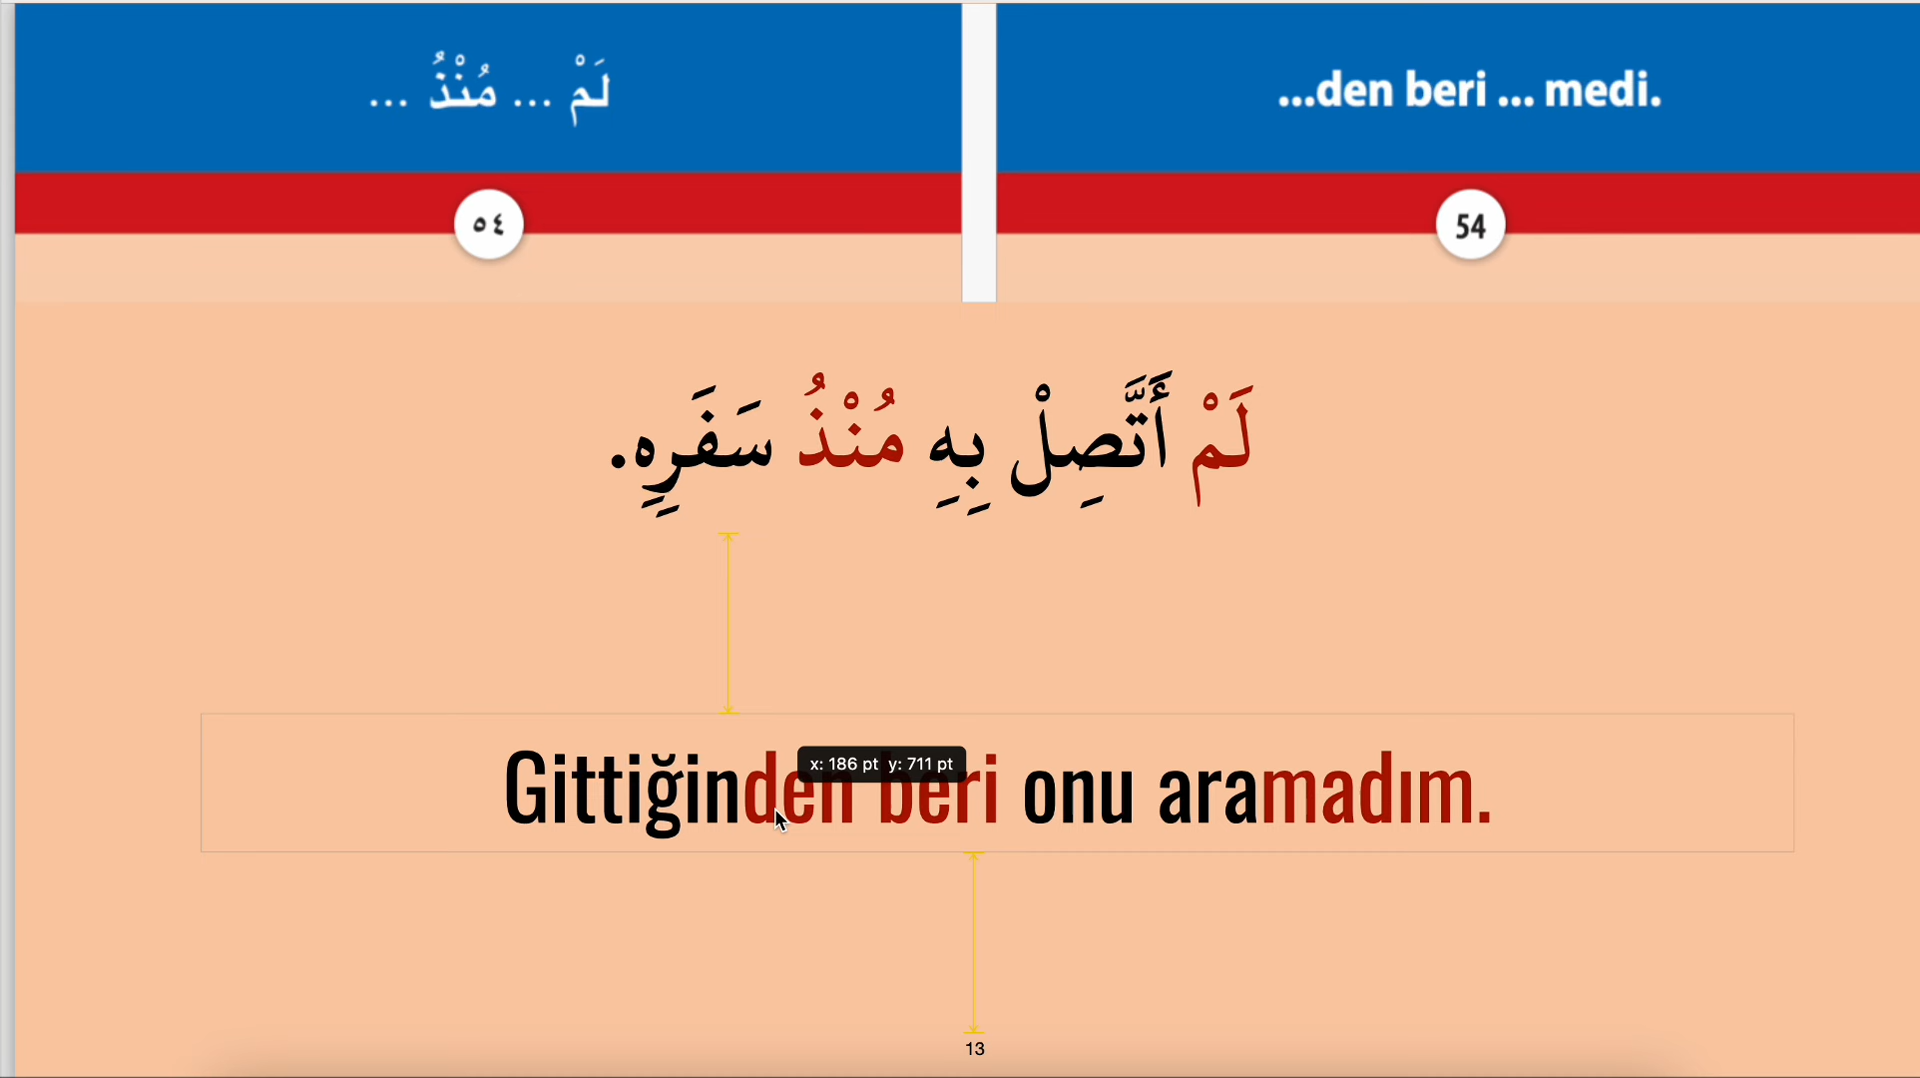 لَمْ ... مُنْذُ ...
...den beri ... medi.
٥٤
54
لَمْ أَتَّصِلْ بِهِ مُنْذُ سَفَرِهِ.
x: 186 pt y: 711 pt
Gittiğinden beri onu aramadım.
13